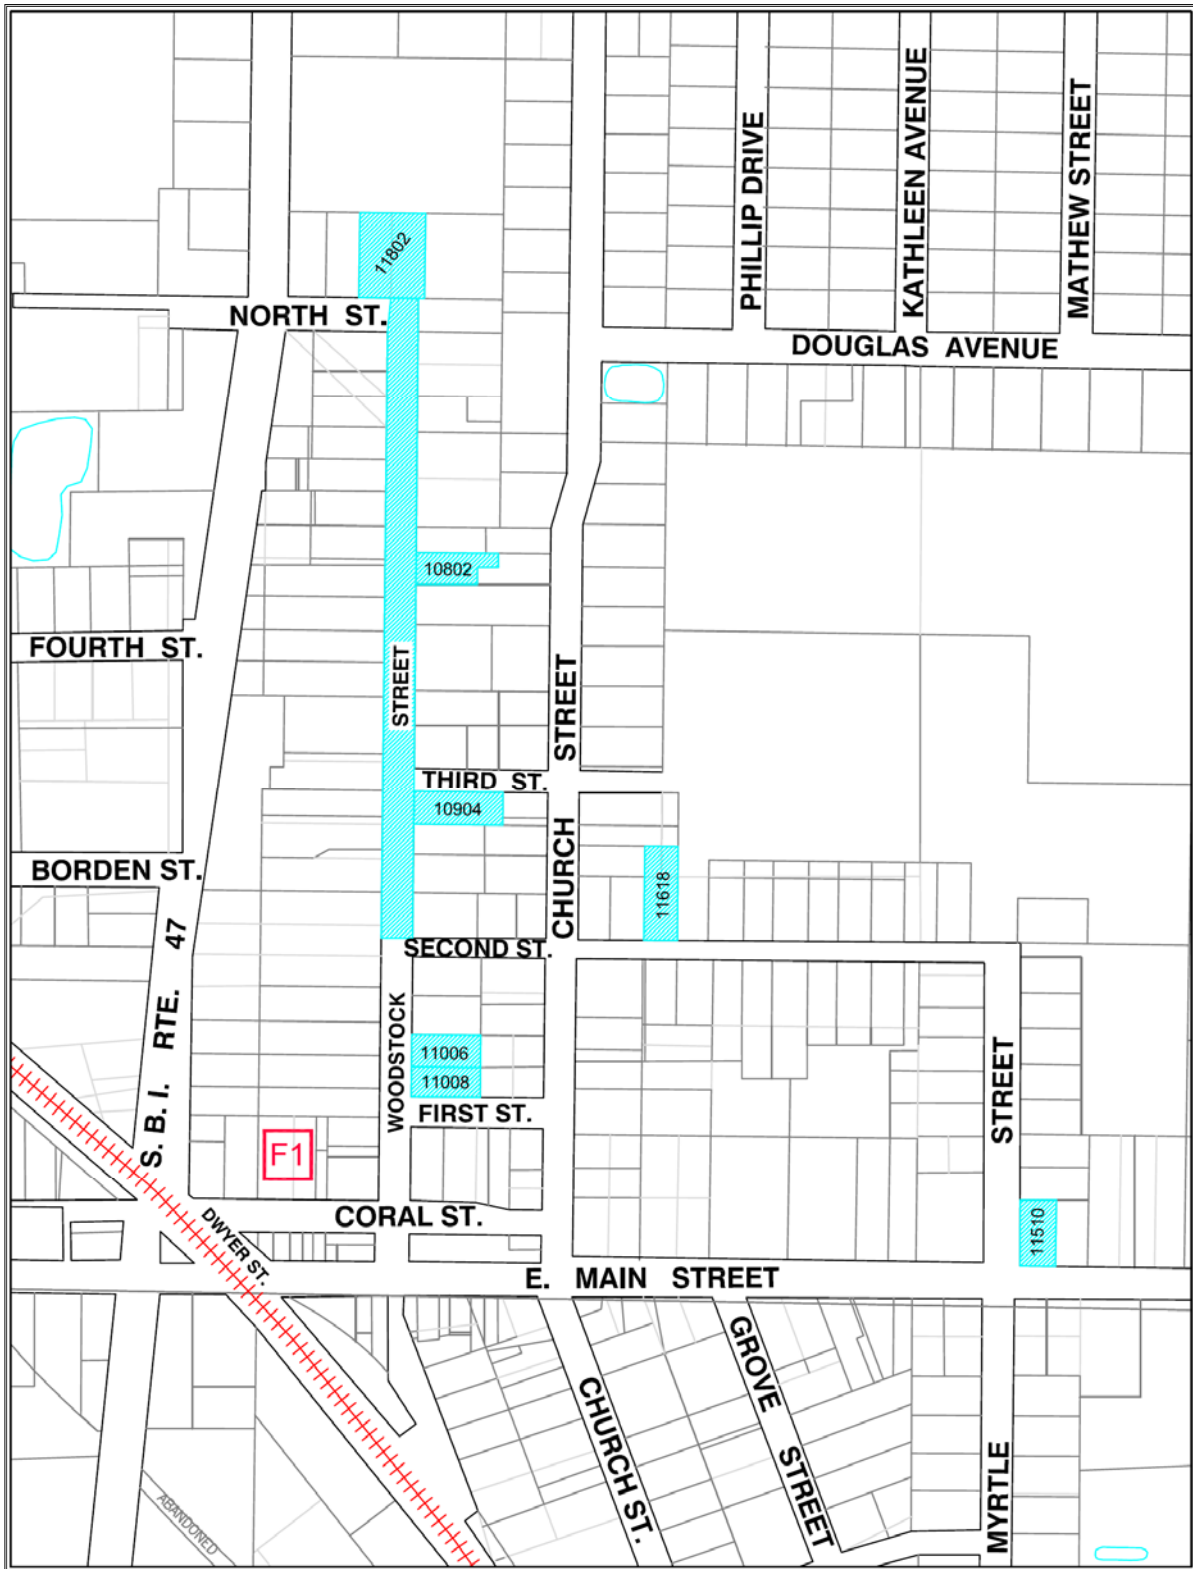 PHILLIP DRIVE
KATHLEEN AVENUE
MATHEW STREET
11802
NORTH ST.
DOUGLAS AVENUE
10802
FOURTH ST.
STREET
STREET
THIRD ST.
10904
CHURCH
BORDEN ST.
11618
S. B. I. RTE. 47
SECOND ST.
WOODSTOCK
11006
11008
FIRST ST.
STREET
F1
CORAL ST.
DWYER ST.
11510
E. MAIN STREET
GROVE STREET
CHURCH ST.
MYRTLE
ABANDONED